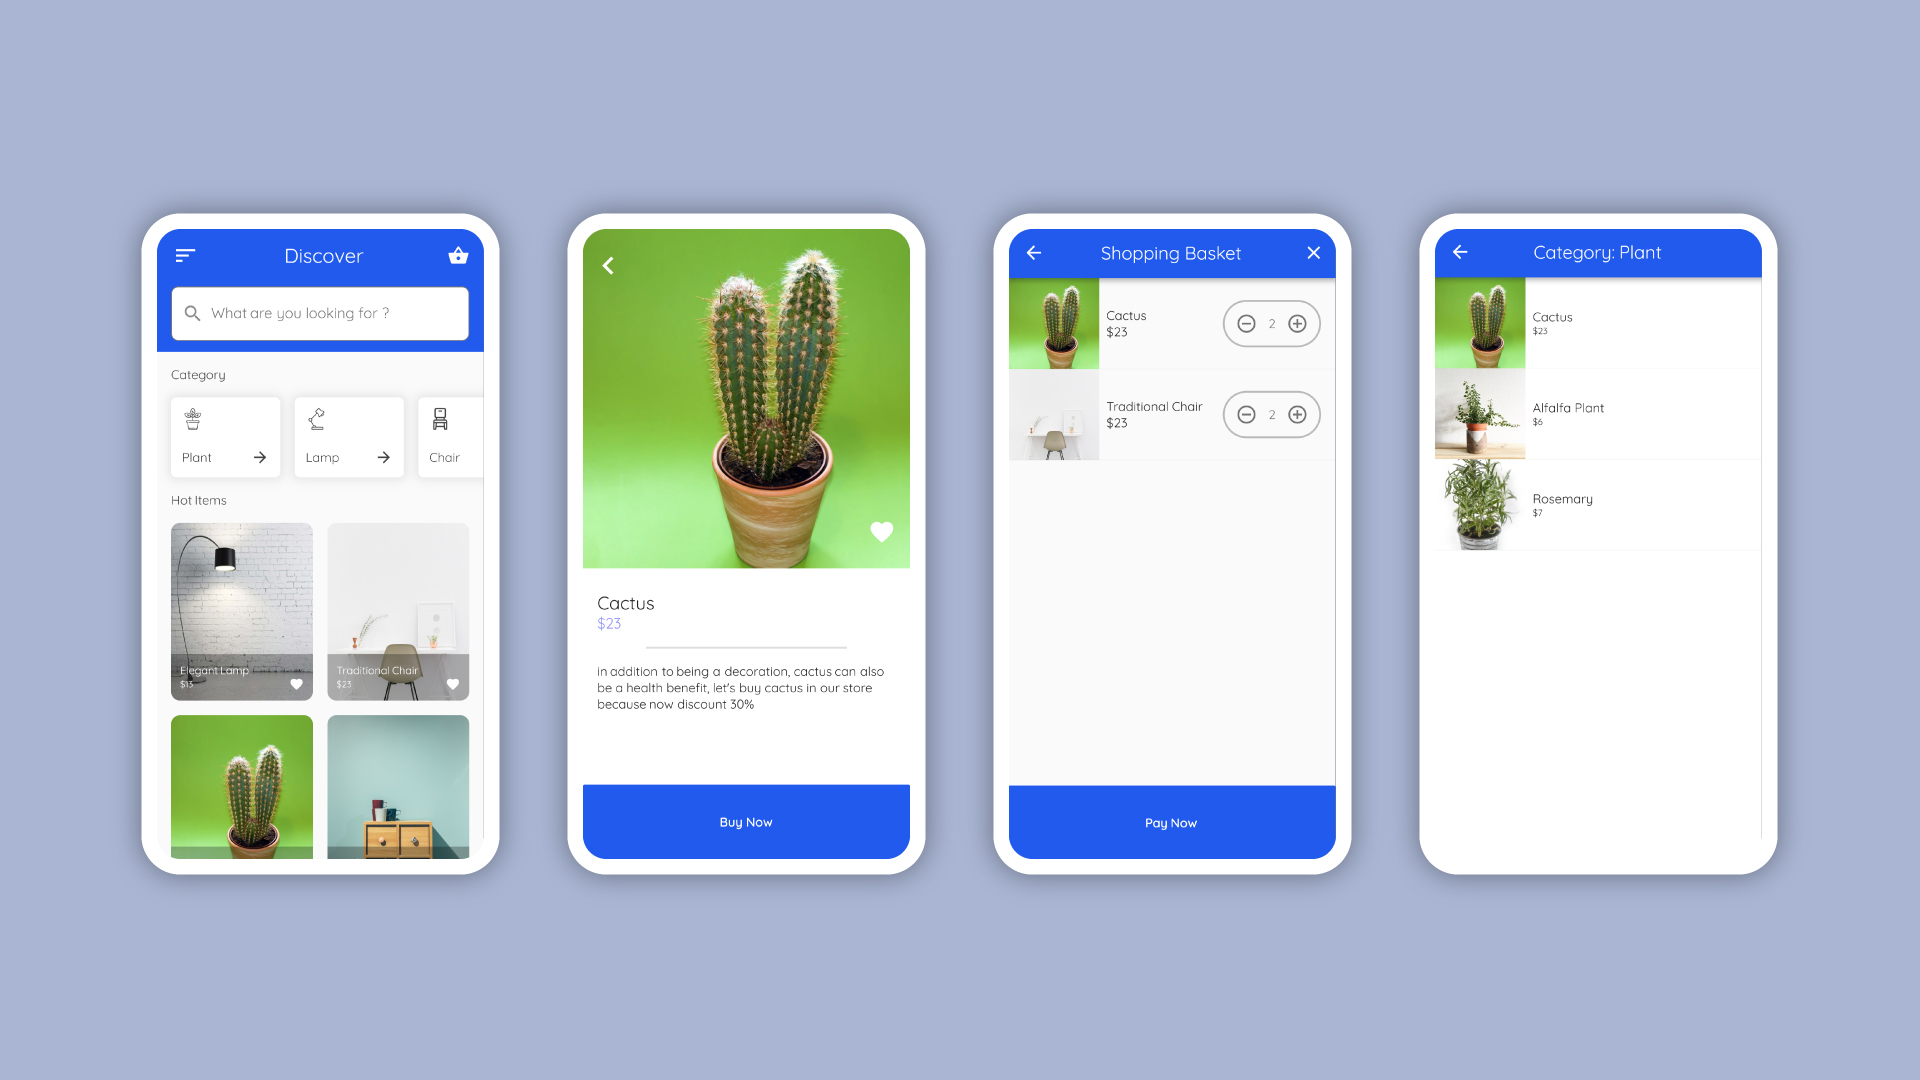 Discover
What are you looking for ?
Category
Plant
Lamp
Chair
Hot Items
Elegant Lamp
$13
Traditional Chair
$23
Cactus
$23
in addition to being a decoration, cactus can also
be a health benefit, let's buy cactus in our store
because now discount 30%
Buy Now
Shopping Basket
Cactus
$23
2
Traditional Chair
$23
2
Pay Now
Category: Plant
Cactus
$23
Alfalfa Plant
$6
Rosemary
$7